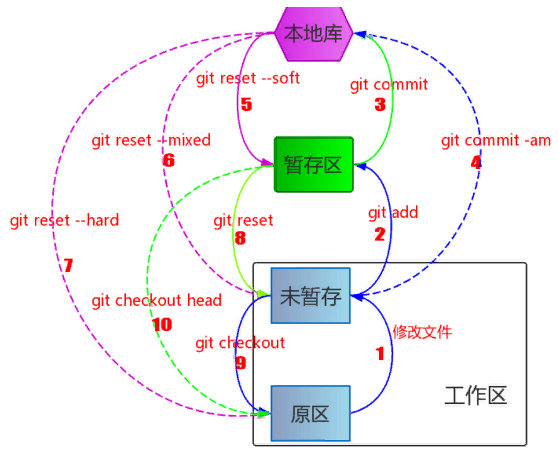 本地库
git reset --soft
5
git commit
3
git reset --mixed
6
git commit -am
4
暂存区
git reset --hard
7
git reset
8
git add
2
未暂存
git checkout head
10
git checkout
9
修改文件
1
工作区
原区